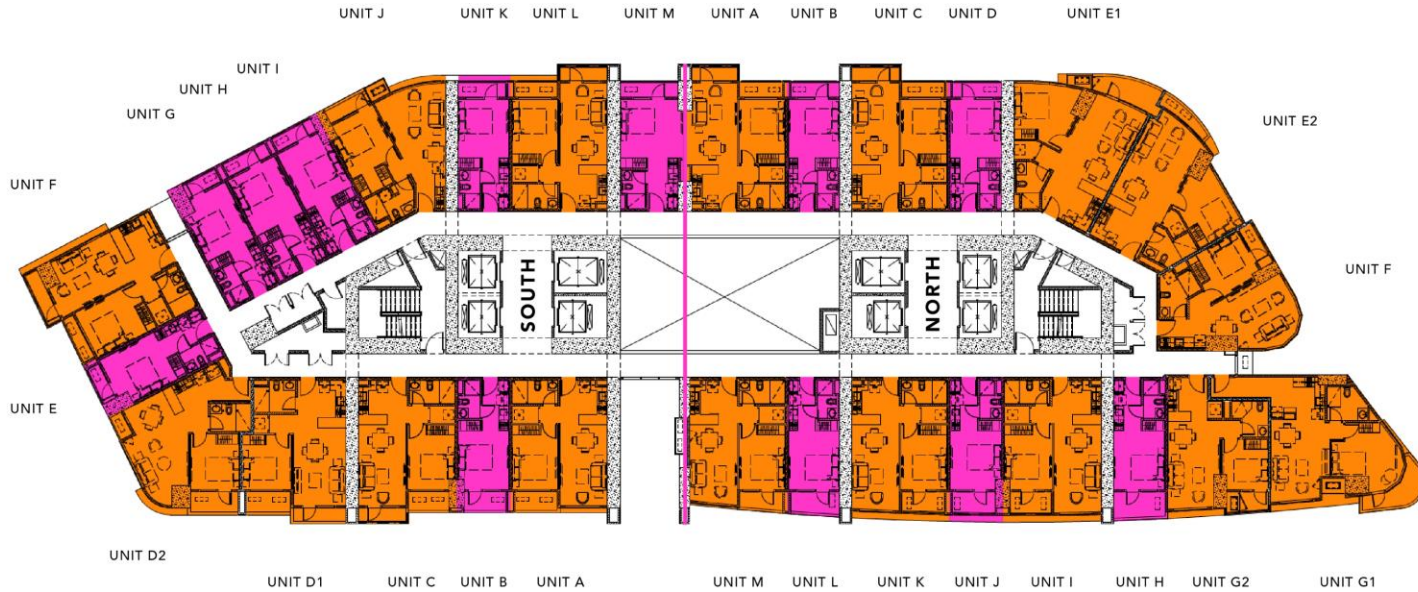 UNIT J
UNIT K
UNIT L
UNIT M
UNIT A
UNIT B
UNIT C
UNIT D
UNIT E1
UNIT I
UNIT H
UNIT G
UNIT E2
UNIT F
UNIT F
SOUTH
NORTH
UNIT E
UNIT D2
UNIT D1
UNIT C
UNIT B
UNIT A
UNIT M
UNIT L
UNIT K
UNIT J
UNIT I
UNIT H
UNIT G2
UNIT G1